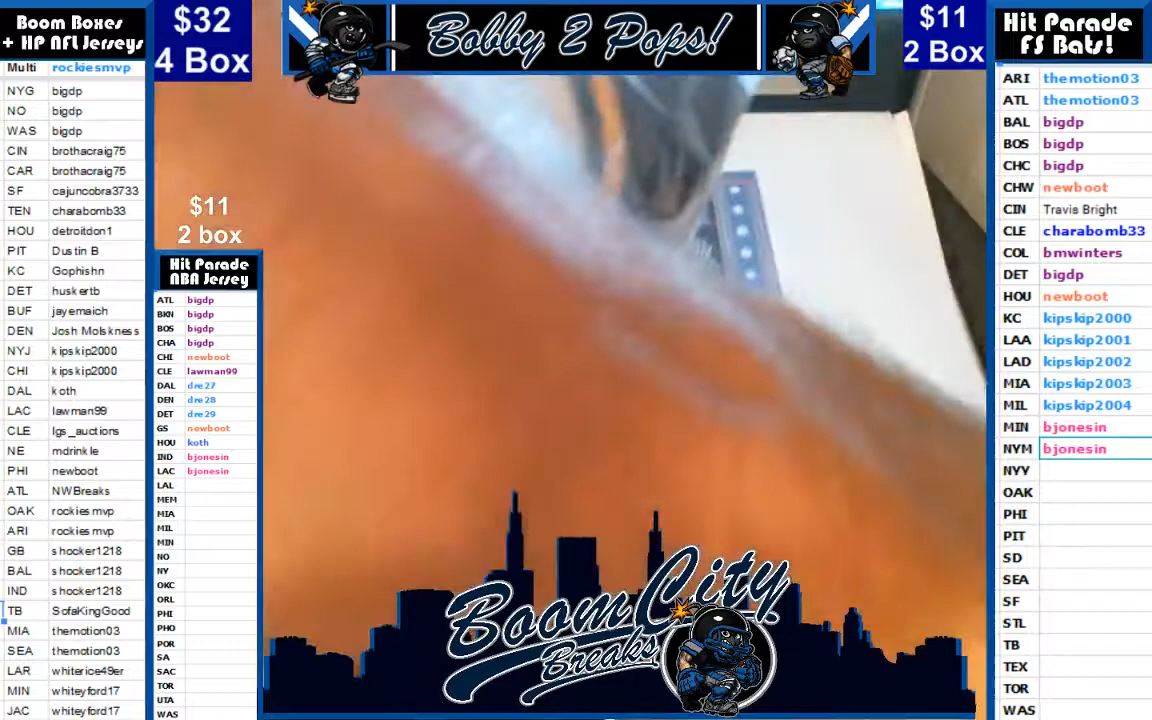 Boom Boxes
+ HP NFL Jerseys
$32
4 Box
Bobby 2 Pops!
$11
2 Box
Hit Parade
FS Bats!
Multi rockiesmvp
NYG bigdp
NO bigdp
WAS bigdp
CIN brothacraig75
CAR brothacraig75
SF cajuncobra3733
TEN charabomb33
HOU detroitdon1
PIT Dustin B
KC Gophishn
DET huskertb
BUF jayemaich
DEN Josh Molskness
NYJ kipskip2000
CHI kipskip2000
DAL koth
LAC lawman99
CLE lgs_auctions
NE mdrinkle
PHI newboot
ATL NWBreaks
OAK rockiesmvp
ARI rockiesmvp
GB shocker1218
BAL shocker1218
IND shocker1218
TB SofaKingGood
MIA themotion03
SEA themotion03
LAR whiterice49er
MIN whiteyford17
JAC whiteyford17
$11
2 box
Hit Parade
NBA Jersey
ATL bigdp
BKN bigdp
BOS bigdp
CHA bigdp
CHI newboot
CLE lawman99
DAL dre27
DEN dre28
DET dre29
GS newboot
HOU koth
IND bjonesin
LAC bjonesin
LAL
MEM
MIA
MIL
MIN
NO
NY
OKC
ORL
PHI
PHO
POR
SA
SAC
TOR
UTA
WAS
ARI themotion03
ATL themotion03
BAL bigdp
BOS bigdp
CHC bigdp
CHW newboot
CIN Travis Bright
CLE charabomb33
COL bmwinters
DET bigdp
HOU newboot
KC kipskip2000
LAA kipskip2001
LAD kipskip2002
MIA kipskip2003
MIL kipskip2004
MIN bjonesin
NYM bjonesin
NYY
OAK
PHI
PIT
SD
SEA
SF
STL
TB
TEX
TOR
WAS
Boom City
Breaks